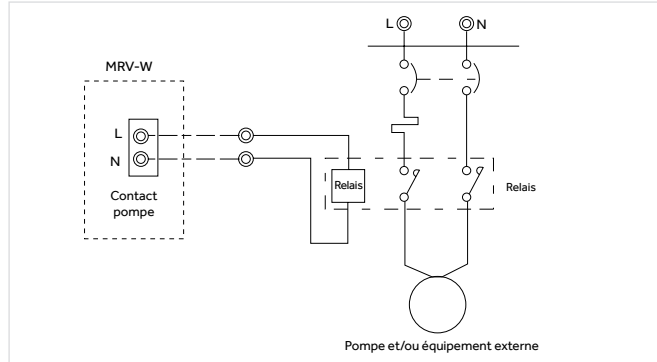 L N
MRV-W
L
N
Contact
pompe
Relais
Relais
Pompe et/ou équipement externe